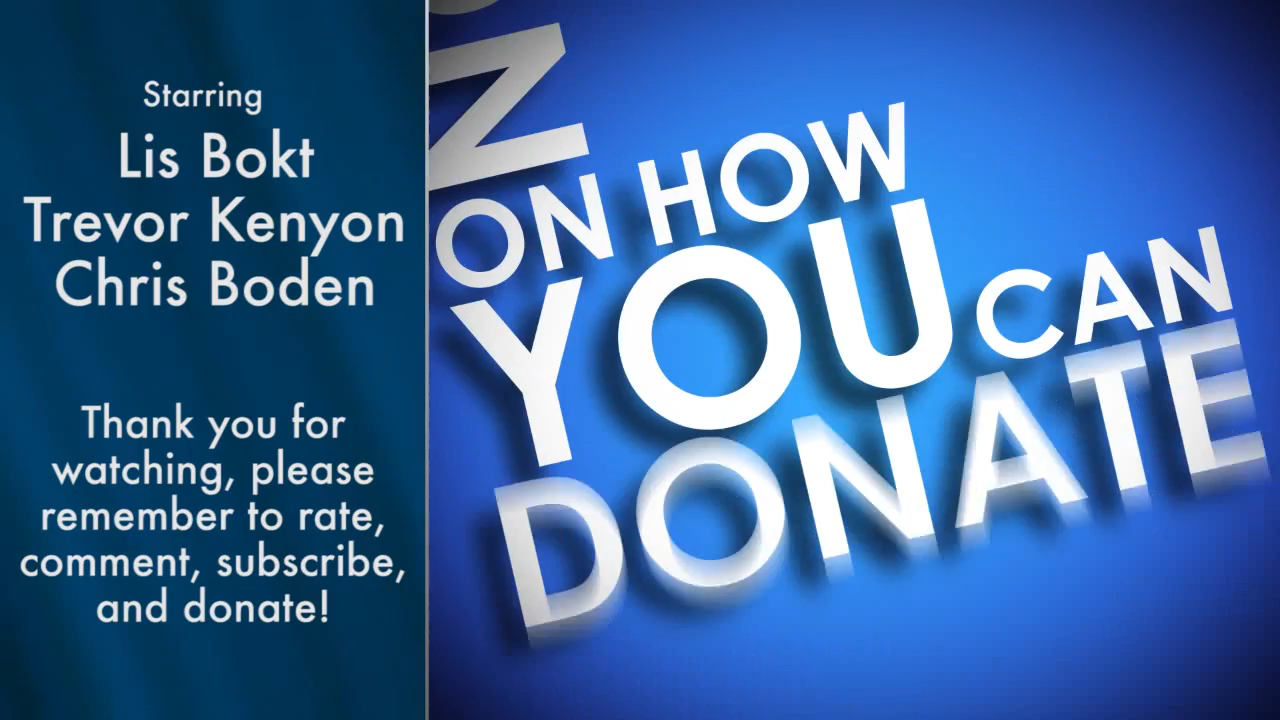 Starring
Lis Bokt
Trevor Kenyon
Chris Boden
Thank you for
watching, please
remember to rate,
comment, subscribe,
and donate!
ON HOW
YOU CAN
DONATE